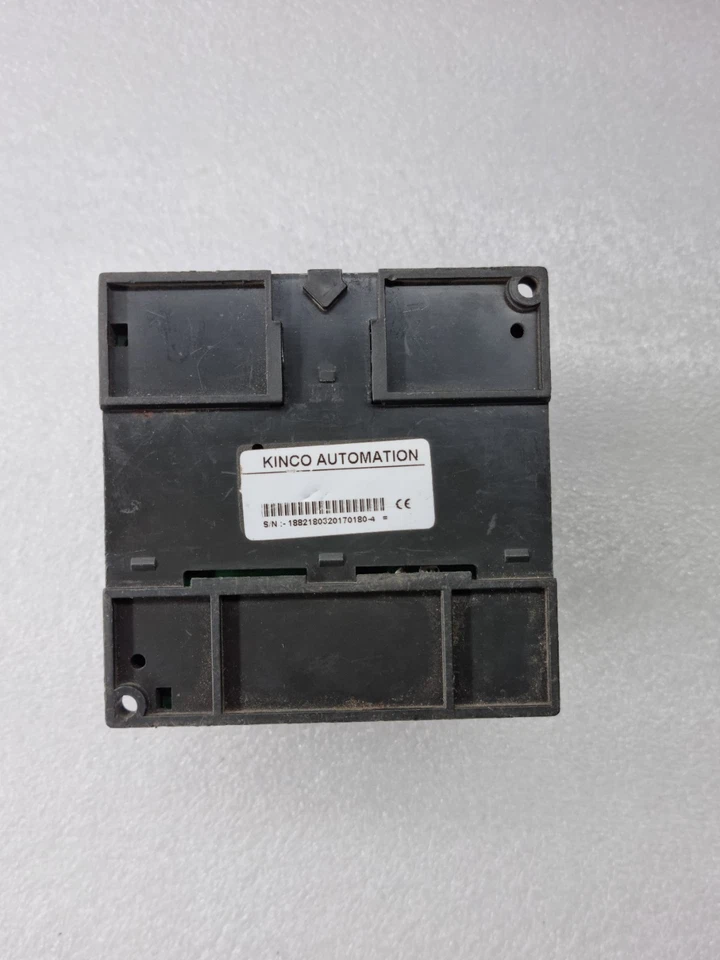 KINCO AUTOMATION
CE
S/N :- 1882180320170180-4